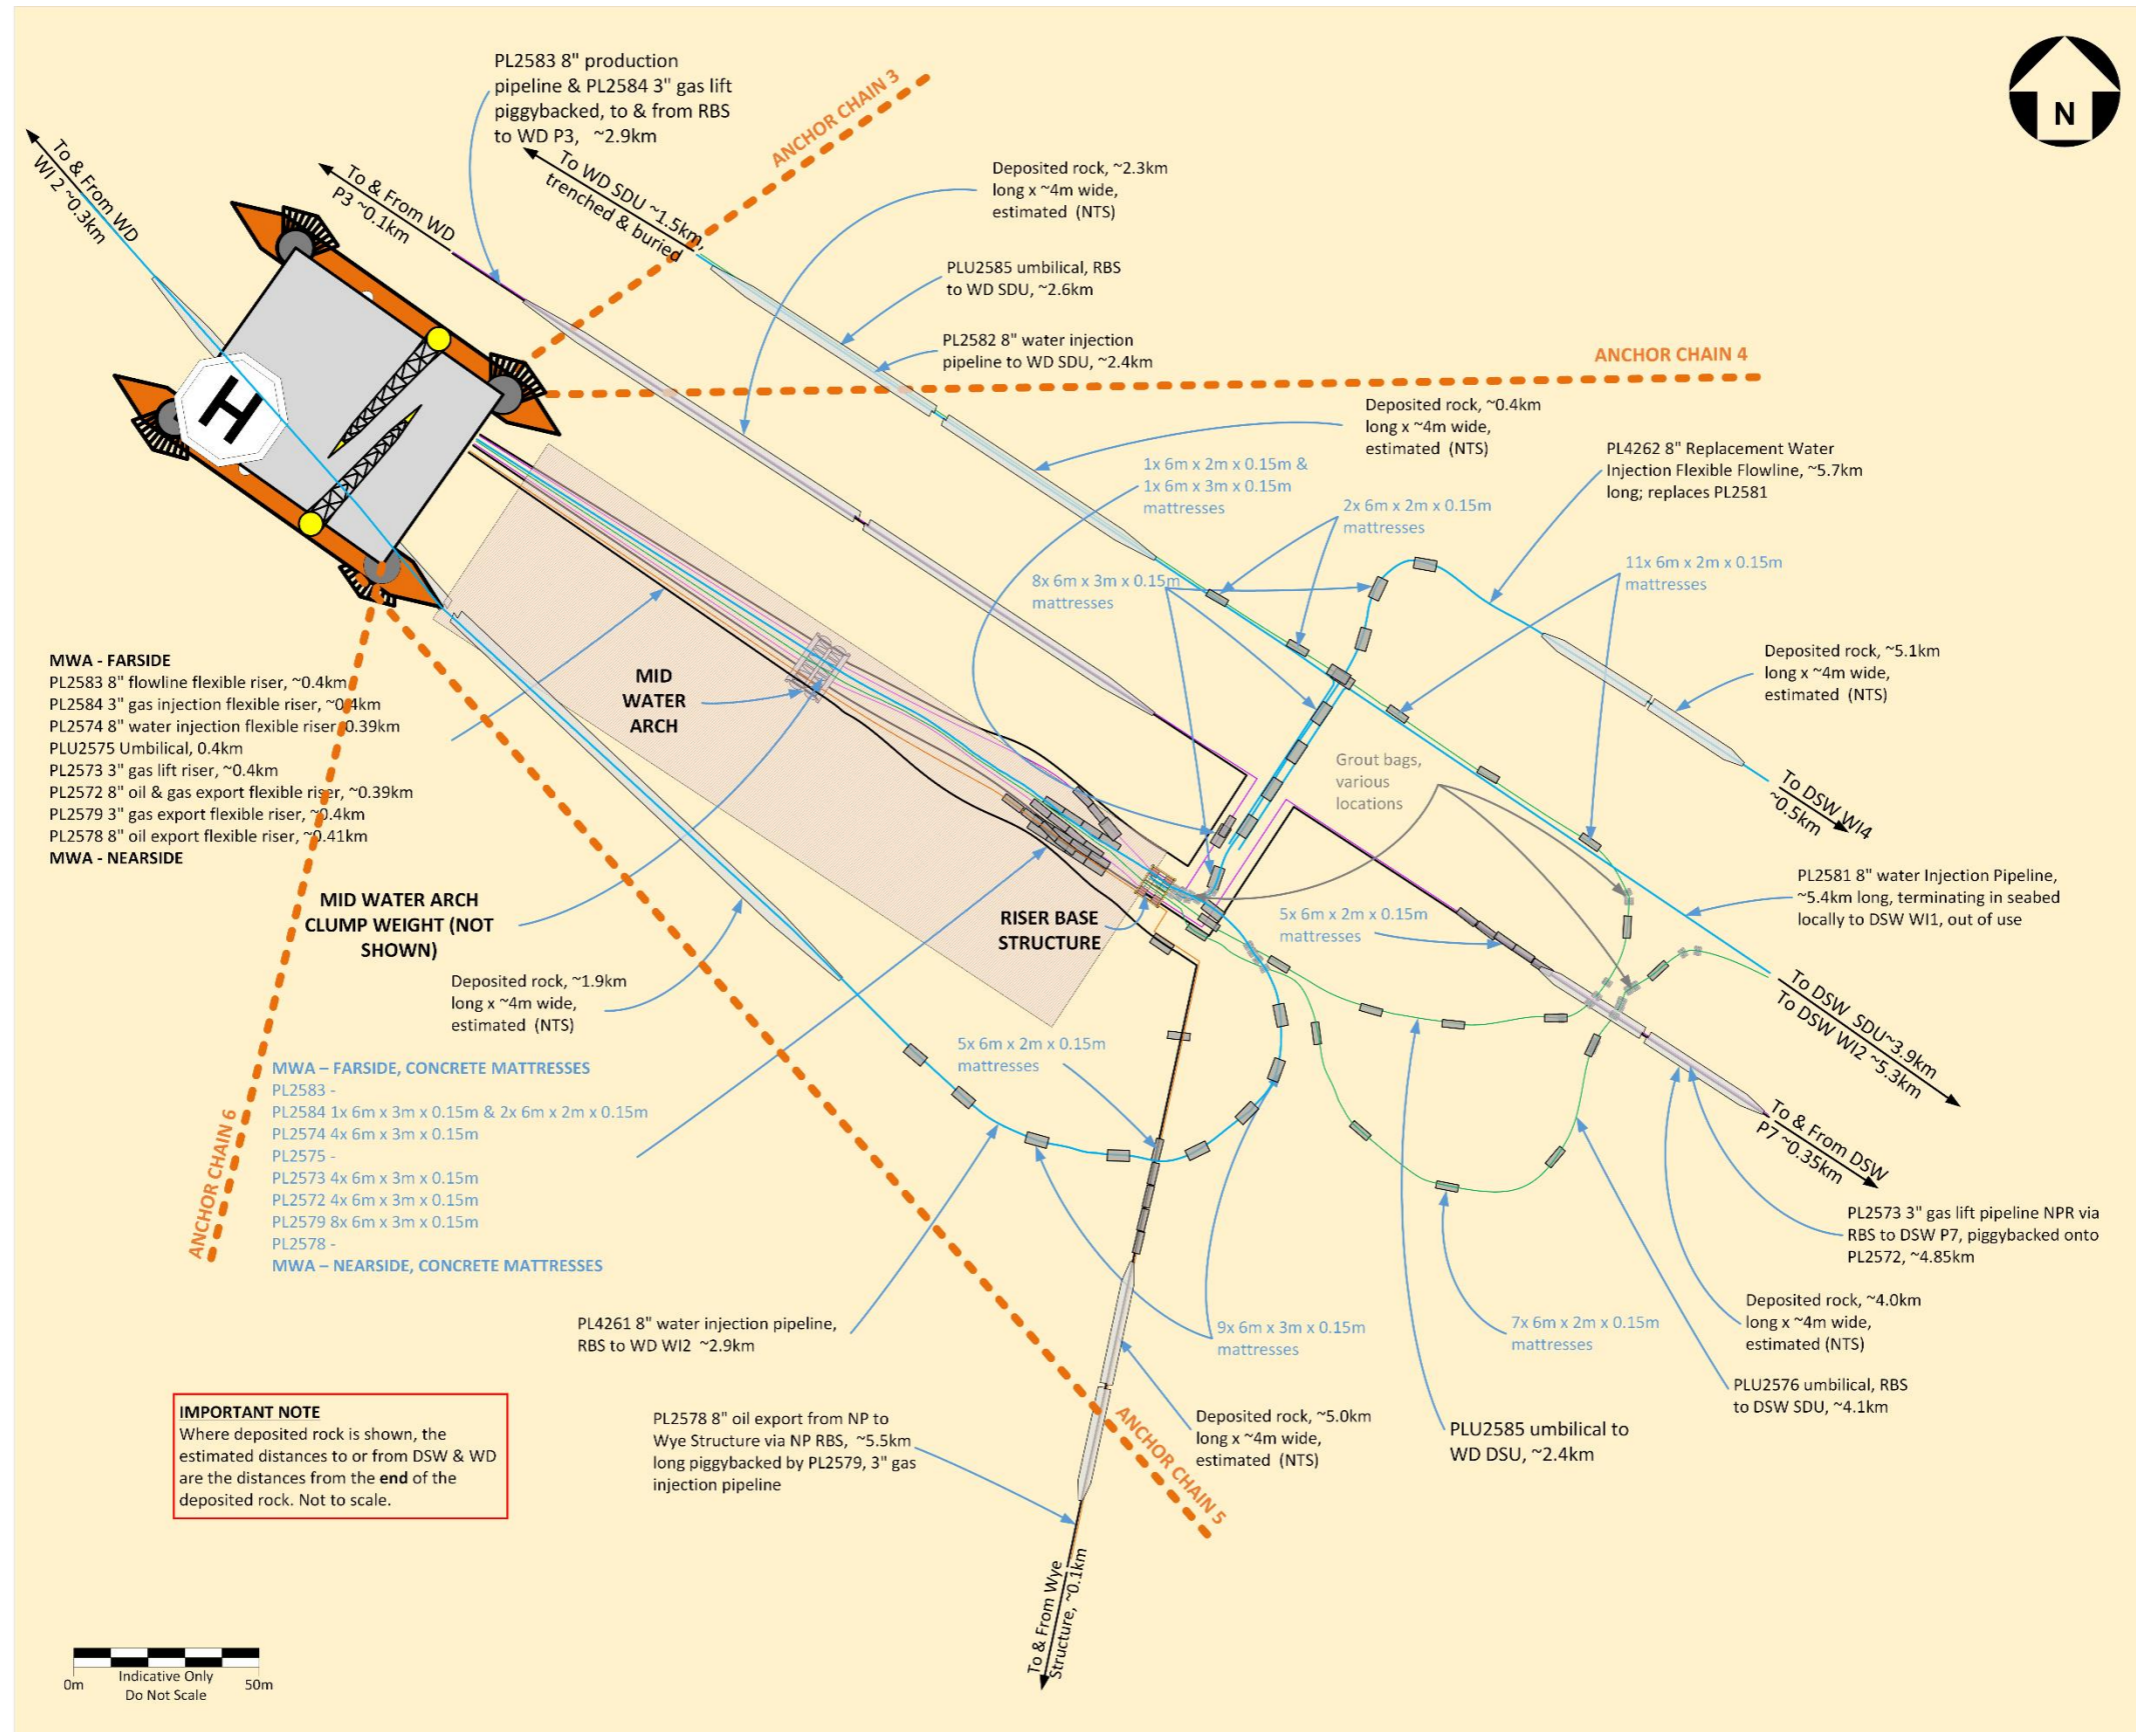 PL2583 8" production
pipeline & PL2584 3" gas lift
piggybacked, to & from RBS
to WD P3, ~2.9km
ANCHOR CHAIN 3
N
To & From WD
WI 2 ~0.3km
To & From WD
P3 ~0.1km
To WD SDU ~1.5km,
trenched & buried
Deposited rock, ~2.3km
long x ~4m wide,
estimated (NTS)
PLU2585 umbilical, RBS
to WD SDU, ~2.6km
PL2582 8" water injection
pipeline to WD SDU, ~2.4km
ANCHOR CHAIN 4
H
Deposited rock, ~0.4km
long x ~4m wide,
estimated (NTS)
PL4262 8" Replacement Water
Injection Flexible Flowline, ~5.7km
long; replaces PL2581
1x 6m x 2m x 0.15m &
1x 6m x 3m x 0.15m
mattresses
2x 6m x 2m x 0.15m
mattresses
11x 6m x 2m x 0.15m
mattresses
8x 6m x 3m x 0.15m
mattresses
MWA - FARSIDE
PL2583 8" flowline flexible riser, ~0.4km
PL2584 3" gas injection flexible riser, ~0.4km
PL2574 8" water injection flexible riser, 0.39km
PLU2575 Umbilical, 0.4km
PL2573 3" gas lift riser, ~0.4km
PL2572 8" oil & gas export flexible riser, ~0.39km
PL2579 3" gas export flexible riser, ~0.4km
PL2578 8" oil export flexible riser, ~0.41km
MWA - NEARSIDE
MID
WATER
ARCH
Deposited rock, ~5.1km
long x ~4m wide,
estimated (NTS)
Grout bags,
various
locations
To DSW WI4
~0.5km
PL2581 8" water Injection Pipeline,
~5.4km long, terminating in seabed
locally to DSW WI1, out of use
MID WATER ARCH
CLUMP WEIGHT (NOT
SHOWN)
RISER BASE
STRUCTURE
5x 6m x 2m x 0.15m
mattresses
Deposited rock, ~1.9km
long x ~4m wide,
estimated (NTS)
To DSW SDU~3.9km
To DSW WI2 ~5.3km
5x 6m x 2m x 0.15m
mattresses
MWA – FARSIDE, CONCRETE MATTRESSES
PL2583 -
PL2584 1x 6m x 3m x 0.15m & 2x 6m x 2m x 0.15m
PL2574 4x 6m x 3m x 0.15m
PL2575 -
PL2573 4x 6m x 3m x 0.15m
PL2572 4x 6m x 3m x 0.15m
PL2579 8x 6m x 3m x 0.15m
PL2578 -
MWA – NEARSIDE, CONCRETE MATTRESSES
ANCHOR CHAIN 6
To & From DSW
P7 ~0.35km
PL2573 3" gas lift pipeline NPR via
RBS to DSW P7, piggybacked onto
PL2572, ~4.85km
Deposited rock, ~4.0km
long x ~4m wide,
estimated (NTS)
PL4261 8" water injection pipeline,
RBS to WD WI2 ~2.9km
9x 6m x 3m x 0.15m
mattresses
7x 6m x 2m x 0.15m
mattresses
PLU2576 umbilical, RBS
to DSW SDU, ~4.1km
IMPORTANT NOTE
Where deposited rock is shown, the
estimated distances to or from DSW & WD
are the distances from the end of the
deposited rock. Not to scale.
PL2578 8" oil export from NP to
Wye Structure via NP RBS, ~5.5km
long piggybacked by PL2579, 3" gas
injection pipeline
ANCHOR CHAIN 5
Deposited rock, ~5.0km
long x ~4m wide,
estimated (NTS)
PLU2585 umbilical to
WD DSU, ~2.4km
To & From Wye
Structure, ~0.1km
0m
Indicative Only
Do Not Scale
50m